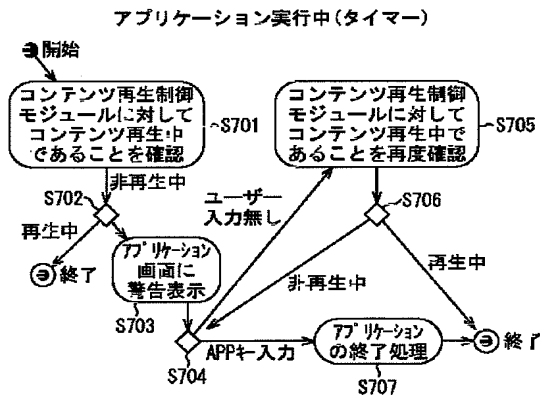 アプリケーション実行中(タイマー)
開始
コンテンツ再生制御
モジュールに対して
コンテンツ再生中
であることを確認
S701
コンテンツ再生制御
モジュールに対して
コンテンツ再生中で
あることを再度確認
S705
S702
非再生中
再生中
終了
アプリケーション
画面に
警告表示
S703
ユーザー
入力無し
S706
非再生中
再生中
S704
APPキー入力
アプリケーション
の終了処理
S707
終了